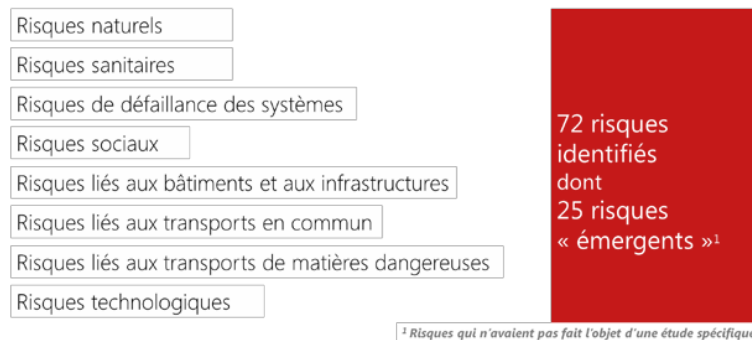 Risques naturels
Risques sanitaires
Risques de défaillance des systèmes
Risques sociaux
Risques liés aux bâtiments et aux infrastructures
Risques liés aux transports en commun
Risques liés aux transports de matières dangereuses
Risques technologiques
72 risques
identifiés
dont
25 risques
« émergents »¹
¹ Risques qui n'avaient pas fait l'objet d'une étude spécifique